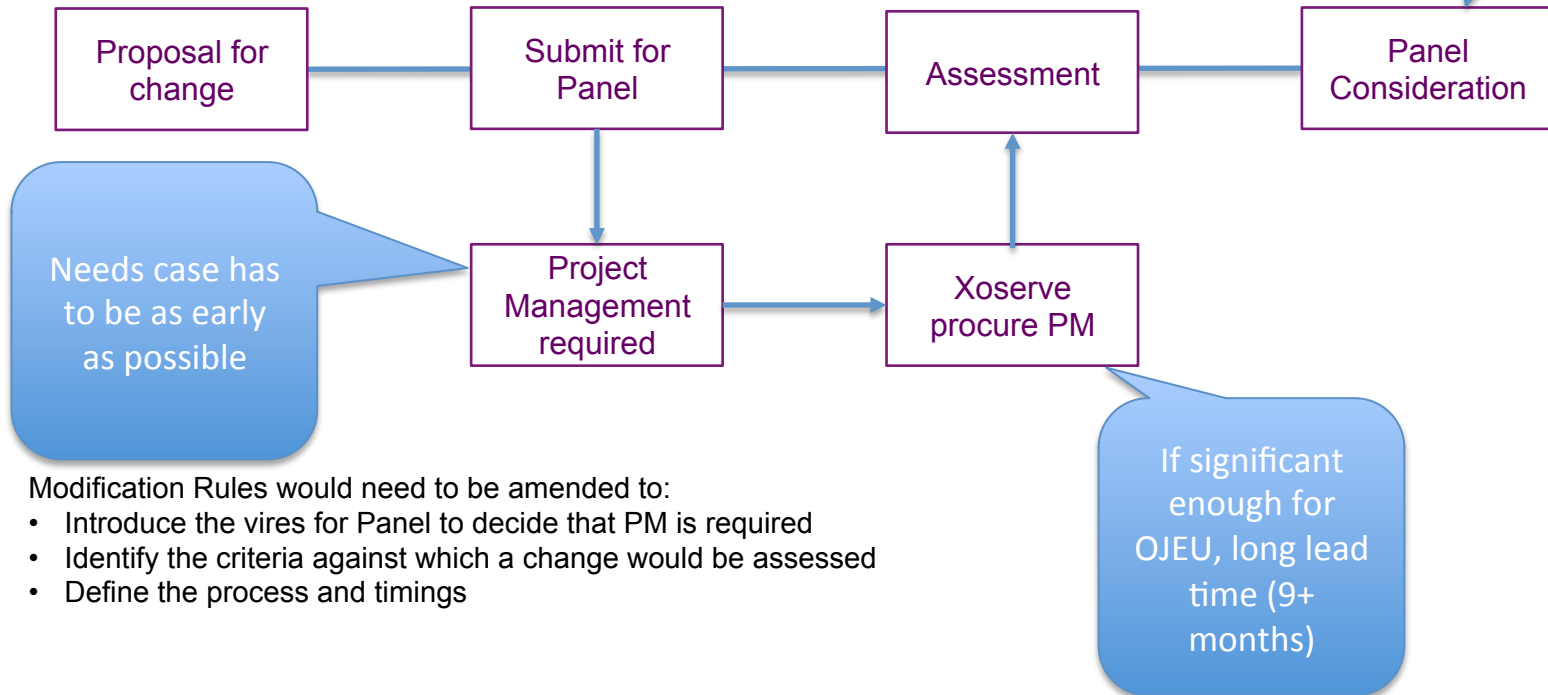 Proposal for
change
Submit for
Panel
Assessment
Panel
Consideration
Needs case has
to be as early
as possible
Project
Management
required
Xoserve
procure PM
If significant
enough for
OJEU, long lead
time (9+
months)
Modification Rules would need to be amended to:
• Introduce the vires for Panel to decide that PM is required
• Identify the criteria against which a change would be assessed
• Define the process and timings